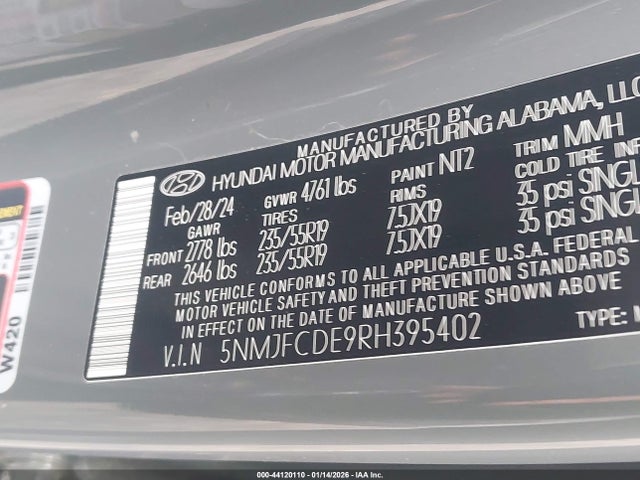 MANUFACTURED BY
HYUNDAI MOTOR MANUFACTURING ALABAMA, LLC
Feb/28/24 GVWR 4761 lbs PAINT NT2 TRIM MMH
GAWR TIRES RIMS COLD TIRE INF
FRONT 2778 lbs 235/55R19 7.5JX19 35 psi SINGL
REAR 2646 lbs 235/55R19 7.5JX19 35 psi SINGL
THIS VEHICLE CONFORMS TO ALL APPLICABLE U.S.A. FEDERAL
MOTOR VEHICLE SAFETY AND THEFT PREVENTION STANDARDS
IN EFFECT ON THE DATE OF MANUFACTURE SHOWN ABOVE
V.I.N 5NMJFCDE9RH395402 TYPE:
W420
000-44120110 - 01/14/2026 - IAA Inc.